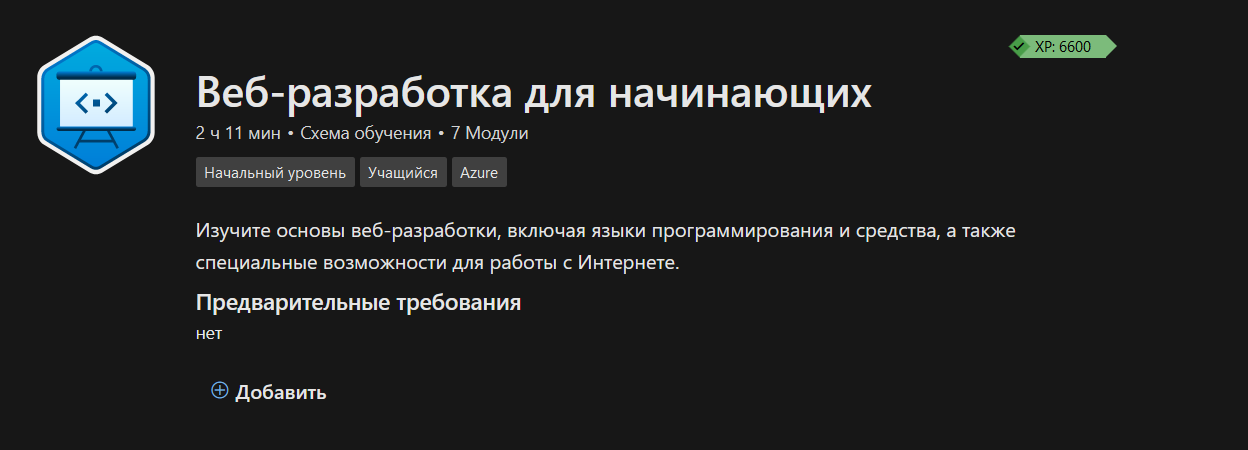 XP: 6600
Веб-разработка для начинающих
2 ч 11 мин • Схема обучения • 7 Модули
Начальный уровень Учащийся Azure
Изучите основы веб-разработки, включая языки программирования и средства, а также
специальные возможности для работы с Интернете.
Предварительные требования
нет
Добавить